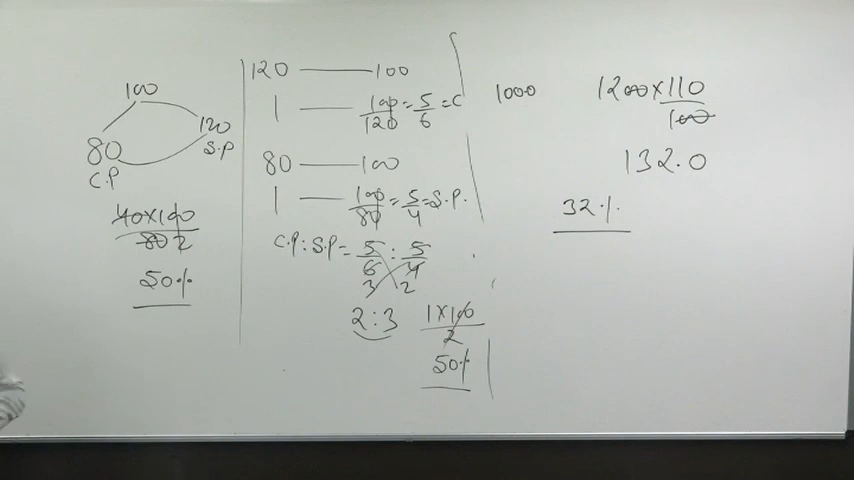 100
80
120
S.P
C.P
40×100
80 2
50%
120 — 100
1 — 100/120 = 5/6 = C
80 — 100
1 — 100/80 = 5/4 = S.P.
C.P : S.P = 5/6 : 5/4
3 2
2 : 3
1×100
2
50%
1000
1200×110
100
132.0
32%